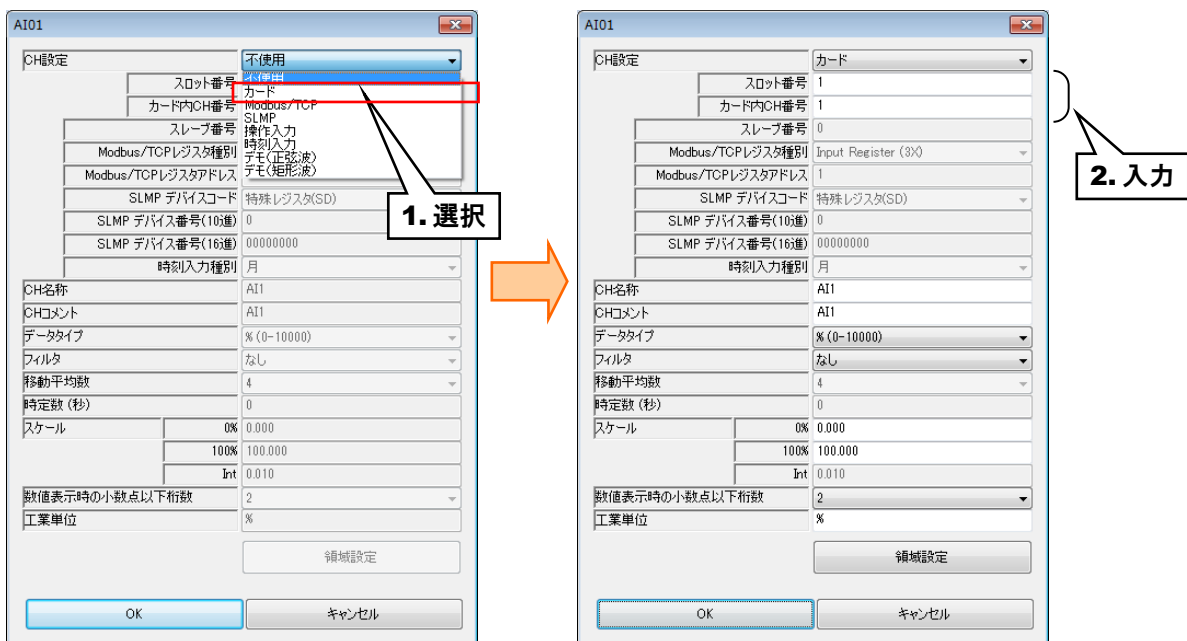 AI01
CH設定 不使用
不使用
カード
Modbus/TCP
SLMP
操作入力
時刻入力
デモ(正弦波)
デモ(矩形波)
スロット番号
カード内CH番号
スレーブ番号
Modbus/TCPレジスタ種別
Modbus/TCPレジスタアドレス
SLMP デバイスコード 特殊レジスタ(SD)
SLMP デバイス番号(10進) 0
SLMP デバイス番号(16進) 00000000
時刻入力種別 月
CH名称 AI1
CHコメント AI1
データタイプ % (0-10000)
フィルタ なし
移動平均数 4
時定数 (秒) 0
スケール 0% 0.000
100% 100.000
Int 0.010
数値表示時の小数点以下桁数 2
工業単位 %
領域設定
OK キャンセル
1. 選択
AI01
CH設定 カード
スロット番号 1
カード内CH番号 1
スレーブ番号 0
Modbus/TCPレジスタ種別 Input Register (3X)
Modbus/TCPレジスタアドレス 1
SLMP デバイスコード 特殊レジスタ(SD)
SLMP デバイス番号(10進) 0
SLMP デバイス番号(16進) 00000000
時刻入力種別 月
CH名称 AI1
CHコメント AI1
データタイプ % (0-10000)
フィルタ なし
移動平均数 4
時定数 (秒) 0
スケール 0% 0.000
100% 100.000
Int 0.010
数値表示時の小数点以下桁数 2
工業単位 %
領域設定
OK キャンセル
2. 入力